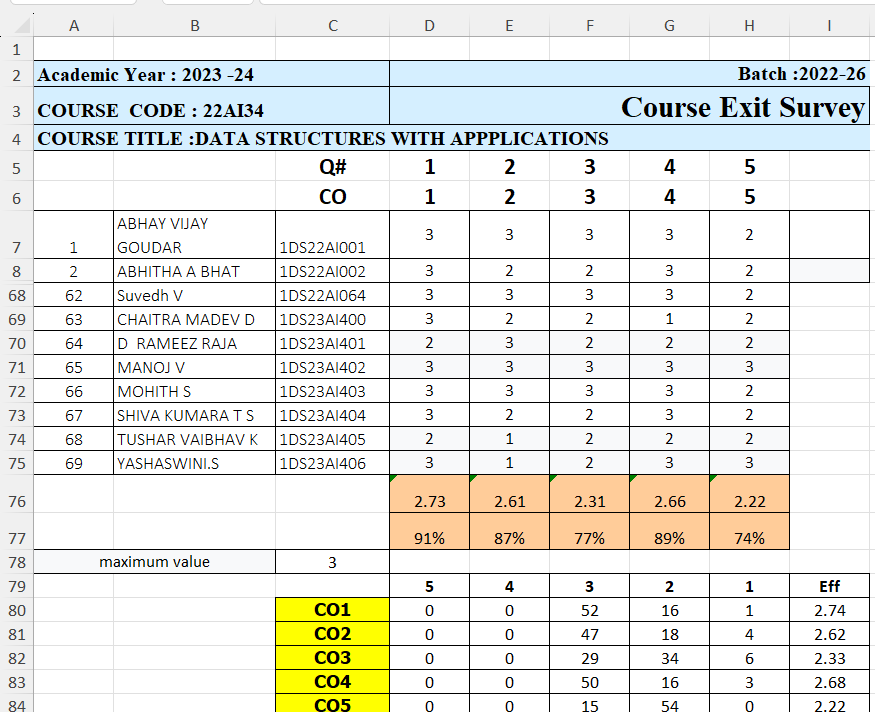 A B C D E F G H I
1
2 Academic Year : 2023 -24 Batch :2022-26
3 COURSE CODE : 22AI34 Course Exit Survey
4 COURSE TITLE :DATA STRUCTURES WITH APPPLICATIONS
5 Q# 1 2 3 4 5
6 CO 1 2 3 4 5
ABHAY VIJAY
7 1 GOUDAR 1DS22AI001 3 3 3 3 2
8 2 ABHITHA A BHAT 1DS22AI002 3 2 2 3 2
68 62 Suvedh V 1DS22AI064 3 3 3 3 2
69 63 CHAITRA MADEV D 1DS23AI400 3 2 2 1 2
70 64 D RAMEEZ RAJA 1DS23AI401 2 3 2 2 2
71 65 MANOJ V 1DS23AI402 3 3 3 3 3
72 66 MOHITH S 1DS23AI403 3 3 3 3 2
73 67 SHIVA KUMARA T S 1DS23AI404 3 2 2 3 2
74 68 TUSHAR VAIBHAV K 1DS23AI405 2 1 2 2 2
75 69 YASHASWINI.S 1DS23AI406 3 1 2 3 3
76 2.73 2.61 2.31 2.66 2.22
77 91% 87% 77% 89% 74%
78 maximum value 3
79 5 4 3 2 1 Eff
80 CO1 0 0 52 16 1 2.74
81 CO2 0 0 47 18 4 2.62
82 CO3 0 0 29 34 6 2.33
83 CO4 0 0 50 16 3 2.68
84 CO5 0 0 15 54 0 2.22